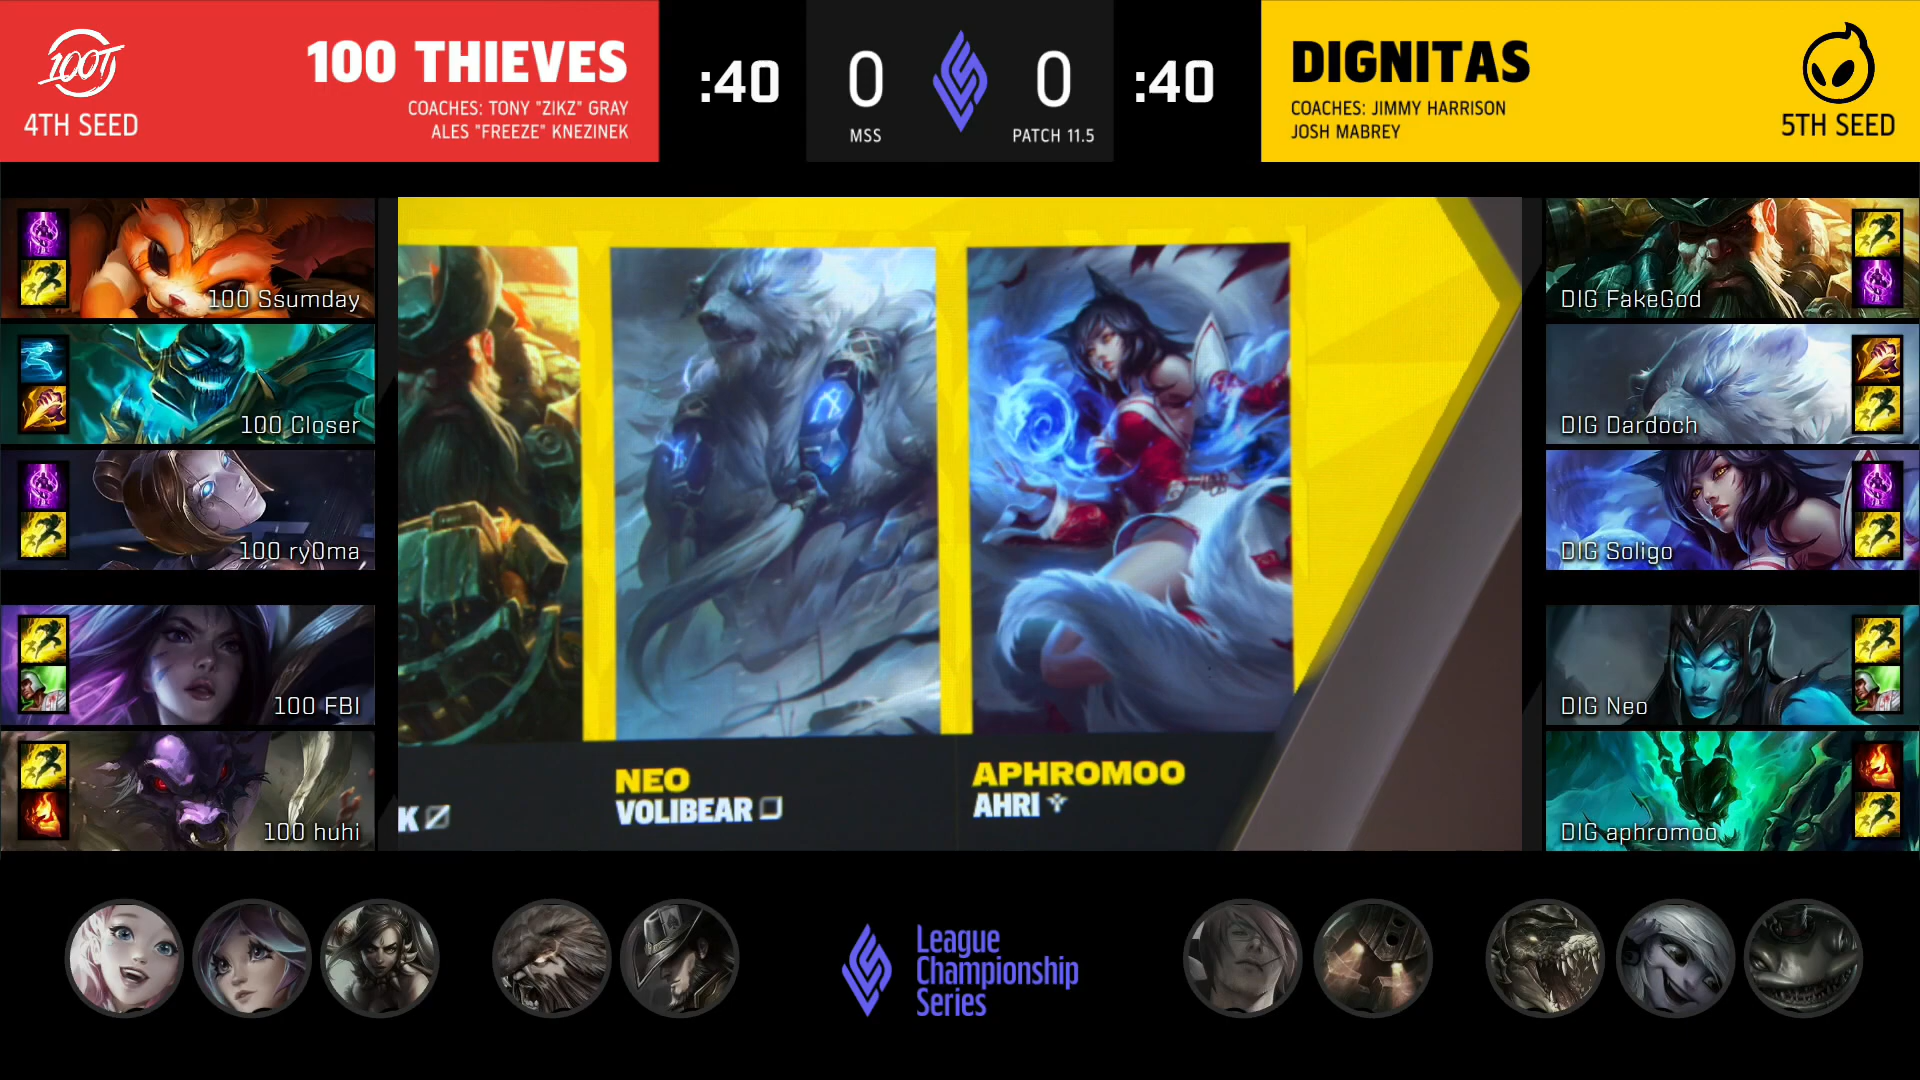 100T
4TH SEED
100 THIEVES
COACHES: TONY "ZIKZ" GRAY
ALES "FREEZE" KNEZINEK
:40
0
MSS
0
PATCH 11.5
:40
DIGNITAS
COACHES: JIMMY HARRISON
JOSH MABREY
5TH SEED
100 Ssumday
100 Closer
100 ry0ma
100 FBI
100 huhi
K
NEO
VOLIBEAR
APHROMOO
AHRI
DIG FakeGod
DIG Dardoch
DIG Soligo
DIG Neo
DIG aphromoo
League
Championship
Series